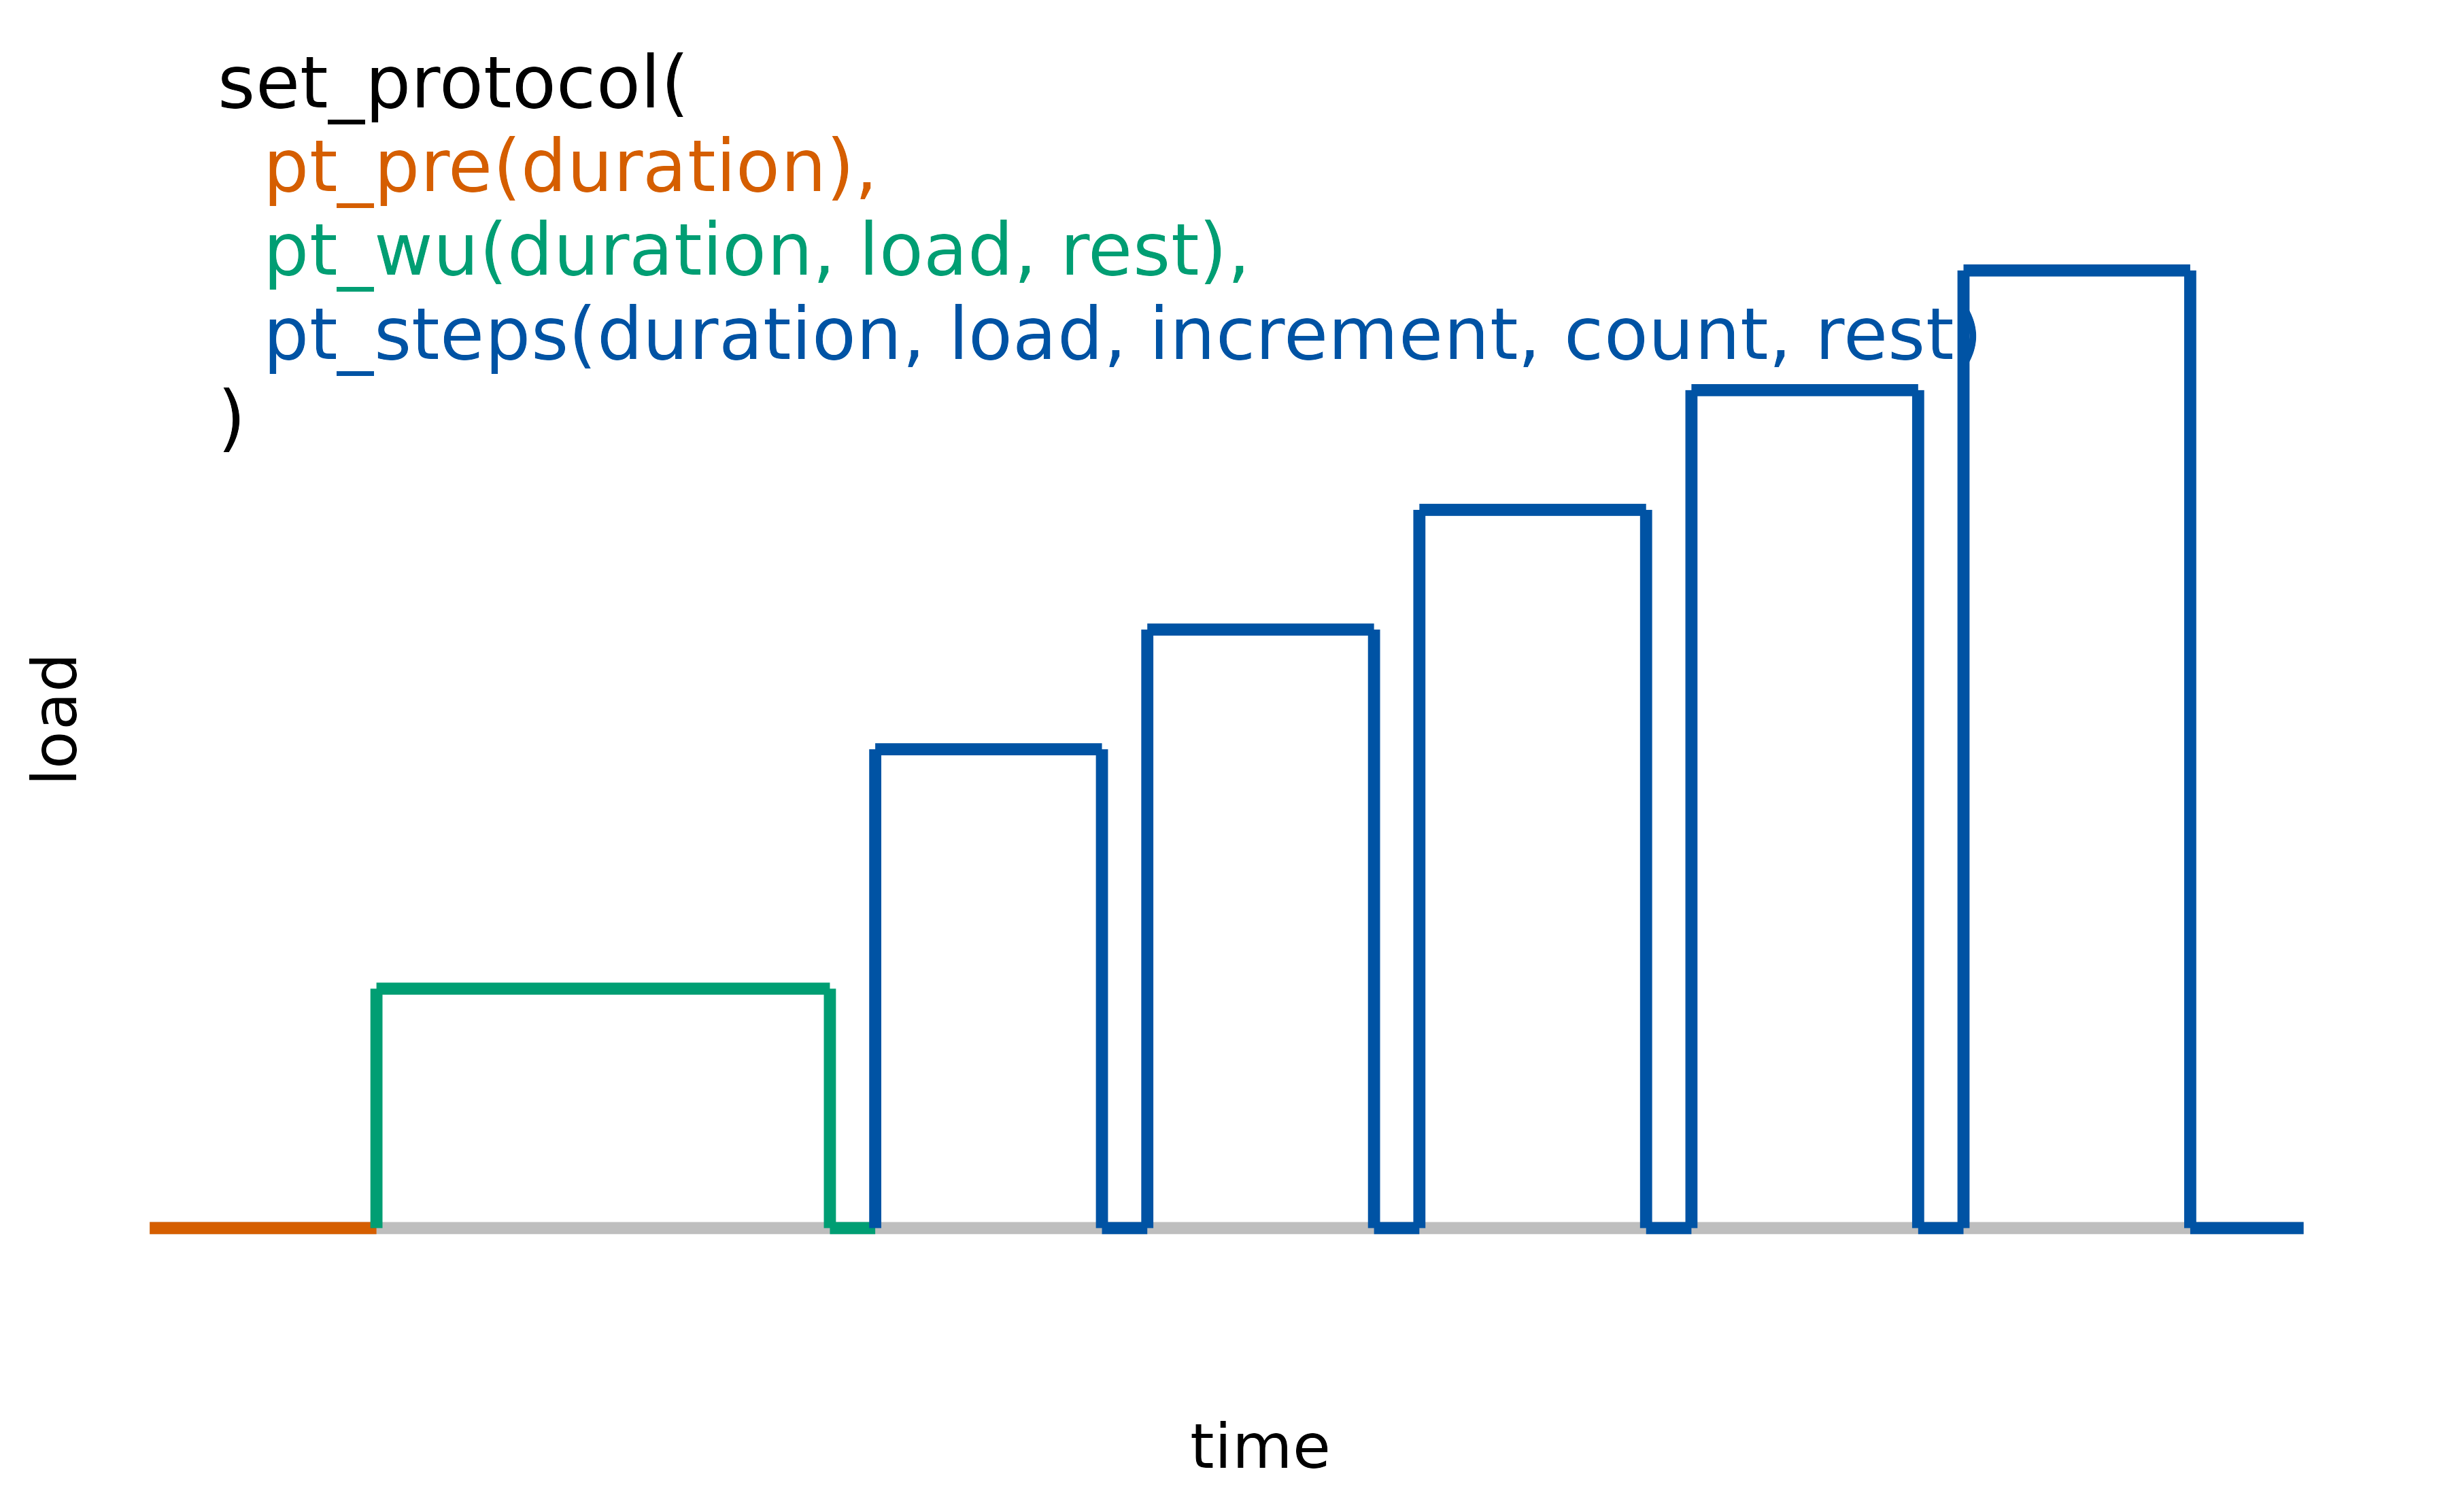 set_protocol(
pt_pre(duration),
pt_wu(duration, load, rest),
pt_steps(duration, load, increment, count, rest)
)
load
time